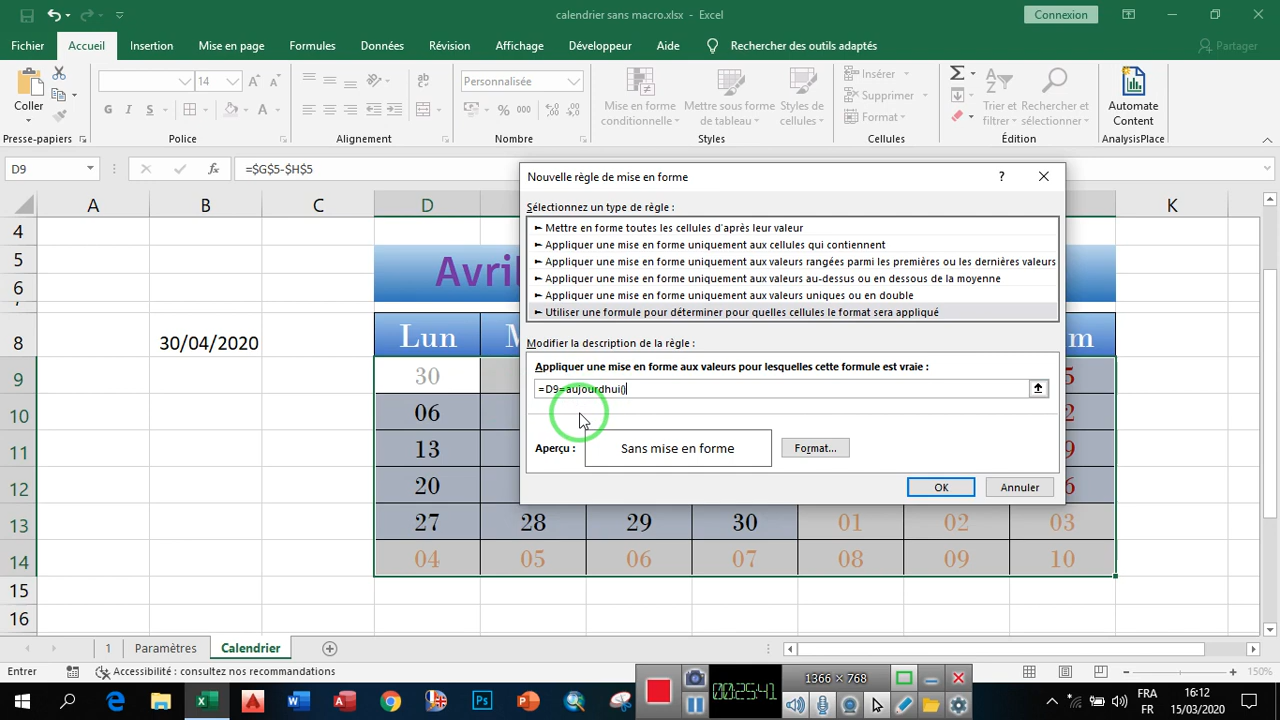 calendrier sans macro.xlsx - Excel
Connexion
Fichier Accueil Insertion Mise en page Formules Données Révision Affichage Développeur Aide Rechercher des outils adaptés Partager
Coller
14
G I S
Personnalisée
Mise en forme conditionnelle
Mettre sous forme de tableau
Styles de cellules
Insérer
Supprimer
Format
Trier et filtrer
Rechercher et sélectionner
Automate Content
Presse-papiers Police Alignment Nombre Styles Cellules Édition AnalysisPlace
D9 fx =$G$5-$H$5
Nouvelle règle de mise en forme
Sélectionnez un type de règle :
► Mettre en forme toutes les cellules d'après leur valeur
► Appliquer une mise en forme uniquement aux cellules qui contiennent
► Appliquer une mise en forme uniquement aux valeurs rangées parmi les premières ou les dernières valeurs
► Appliquer une mise en forme uniquement aux valeurs au-dessus ou en dessous de la moyenne
► Appliquer une mise en forme uniquement aux valeurs uniques ou en double
► Utiliser une formule pour déterminer pour quelles cellules le format sera appliqué
Modifier la description de la règle :
Appliquer une mise en forme aux valeurs pour lesquelles cette formule est vraie :
=D9=aujourdhui()
Aperçu : Sans mise en forme Format...
OK Annuler
A B C D K
4
5
6
7
Avril
8 30/04/2020 Lun M m
9 30 5
10 06 2
11 13 9
12 20 6
13 27 28 29 30 01 02 03
14 04 05 06 07 08 09 10
15
16
1 Paramètres Calendrier
Entrer Accessibilité : consultez nos recommandations 150%
00:25:41
1366 × 768
FRA FR
16:12
15/03/2020